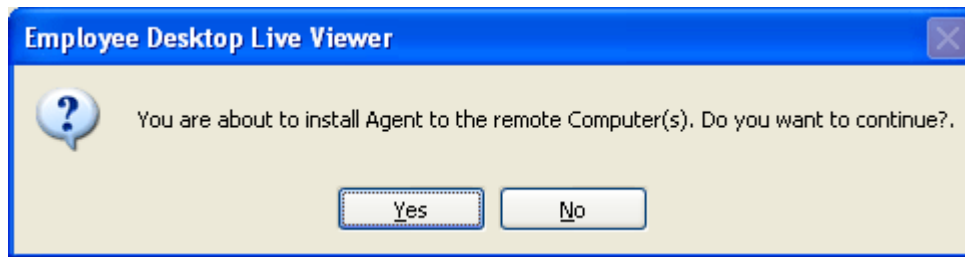 Employee Desktop Live Viewer
You are about to install Agent to the remote Computer(s). Do you want to continue?.
Yes
No